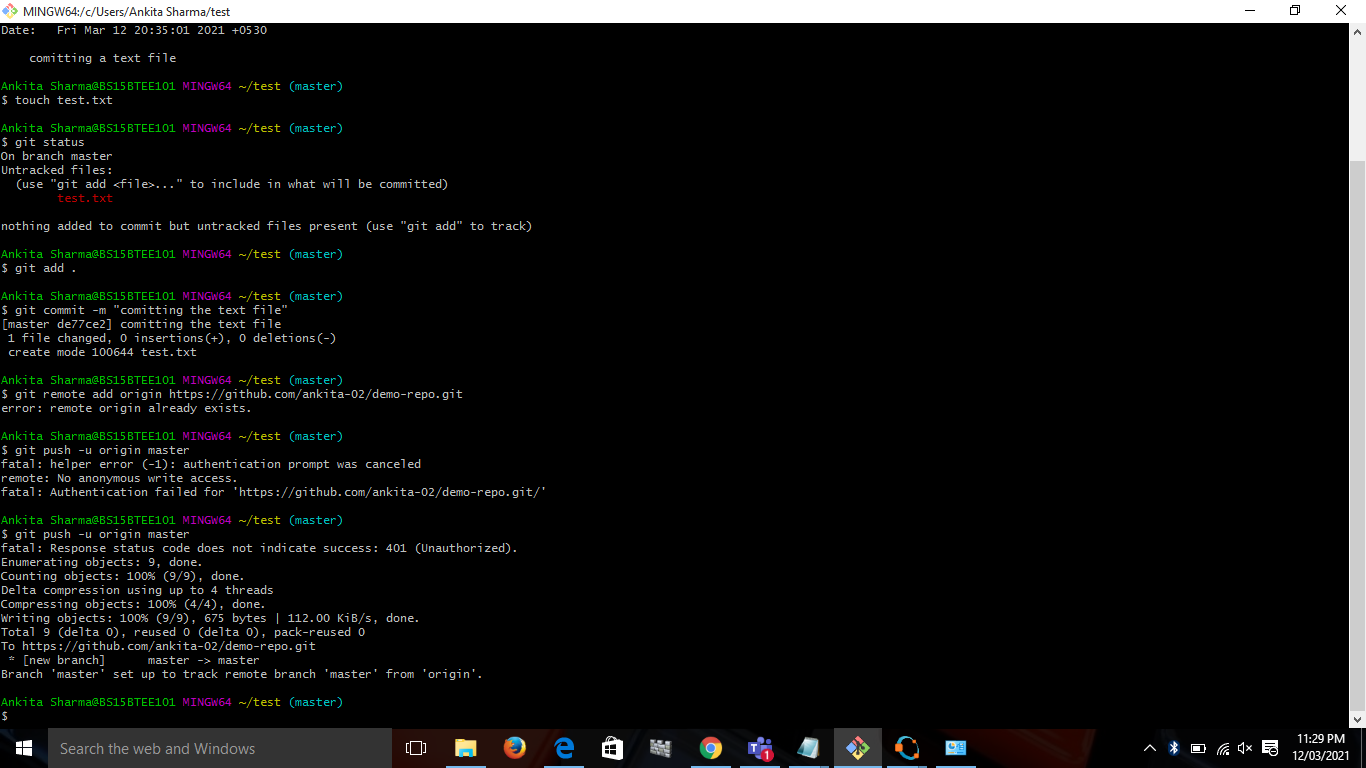 MINGW64:/c/Users/Ankita Sharma/test
Date:   Fri Mar 12 20:35:01 2021 +0530
    comitting a text file
Ankita Sharma@BS15BTEE101 MINGW64 ~/test (master)
$ touch test.txt
Ankita Sharma@BS15BTEE101 MINGW64 ~/test (master)
$ git status
On branch master
Untracked files:
  (use "git add <file>..." to include in what will be committed)
        test.txt
nothing added to commit but untracked files present (use "git add" to track)
Ankita Sharma@BS15BTEE101 MINGW64 ~/test (master)
$ git add .
Ankita Sharma@BS15BTEE101 MINGW64 ~/test (master)
$ git commit -m "comitting the text file"
[master de77ce2] comitting the text file
 1 file changed, 0 insertions(+), 0 deletions(-)
 create mode 100644 test.txt
Ankita Sharma@BS15BTEE101 MINGW64 ~/test (master)
$ git remote add origin https://github.com/ankita-02/demo-repo.git
error: remote origin already exists.
Ankita Sharma@BS15BTEE101 MINGW64 ~/test (master)
$ git push -u origin master
fatal: helper error (-1): authentication prompt was canceled
remote: No anonymous write access.
fatal: Authentication failed for 'https://github.com/ankita-02/demo-repo.git/'
Ankita Sharma@BS15BTEE101 MINGW64 ~/test (master)
$ git push -u origin master
fatal: Response status code does not indicate success: 401 (Unauthorized).
Enumerating objects: 9, done.
Counting objects: 100% (9/9), done.
Delta compression using up to 4 threads
Compressing objects: 100% (4/4), done.
Writing objects: 100% (9/9), 675 bytes | 112.00 KiB/s, done.
Total 9 (delta 0), reused 0 (delta 0), pack-reused 0
To https://github.com/ankita-02/demo-repo.git
 * [new branch]      master -> master
Branch 'master' set up to track remote branch 'master' from 'origin'.
Ankita Sharma@BS15BTEE101 MINGW64 ~/test (master)
$
Search the web and Windows
1
11:29 PM
12/03/2021